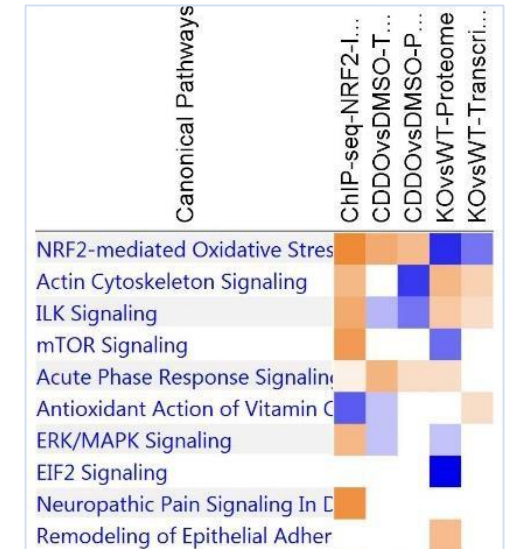 Canonical Pathways
ChIP-seq-NRF2-I...
CDDOvsDMSO-T...
CDDOvsDMSO-P...
KOvsWT-Proteome
KOvsWT-Transcri...
NRF2-mediated Oxidative Stres
Actin Cytoskeleton Signaling
ILK Signaling
mTOR Signaling
Acute Phase Response Signaling
Antioxidant Action of Vitamin C
ERK/MAPK Signaling
EIF2 Signaling
Neuropathic Pain Signaling In D
Remodeling of Epithelial Adher